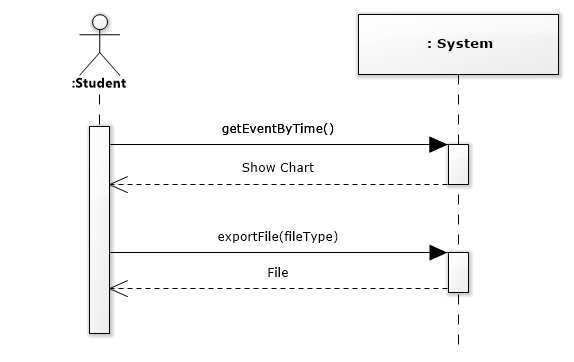 : System
:Student
getEventByTime()
Show Chart
exportFile(fileType)
File